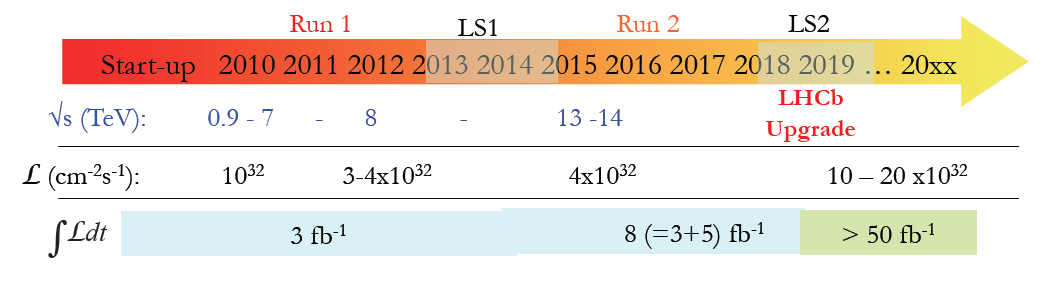 Run 1 LS1 Run 2 LS2
Start-up 2010 2011 2012 2013 2014 2015 2016 2017 2018 2019 ... 20xx
√s (TeV): 0.9 - 7 - 8 - 13 -14 LHCb
Upgrade
ℒ (cm⁻²s⁻¹): 10³² 3-4x10³² 4x10³² 10 – 20 x10³²
∫ℒdt 3 fb⁻¹ 8 (=3+5) fb⁻¹ > 50 fb⁻¹